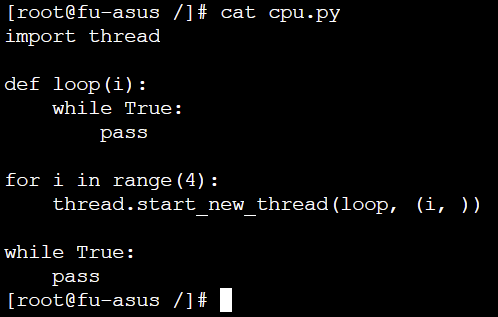 [root@fu-asus /]# cat cpu.py
import thread

def loop(i):
    while True:
        pass

for i in range(4):
    thread.start_new_thread(loop, (i, ))

while True:
    pass
[root@fu-asus /]#